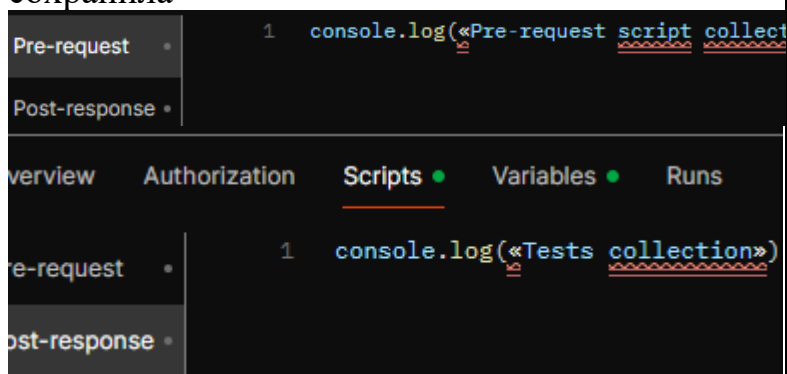 сохранила
Pre-request
1 console.log(«Pre-request script collect
Post-response
verview Authorization Scripts Variables Runs
re-request
1 console.log(«Tests collection»)
ost-response